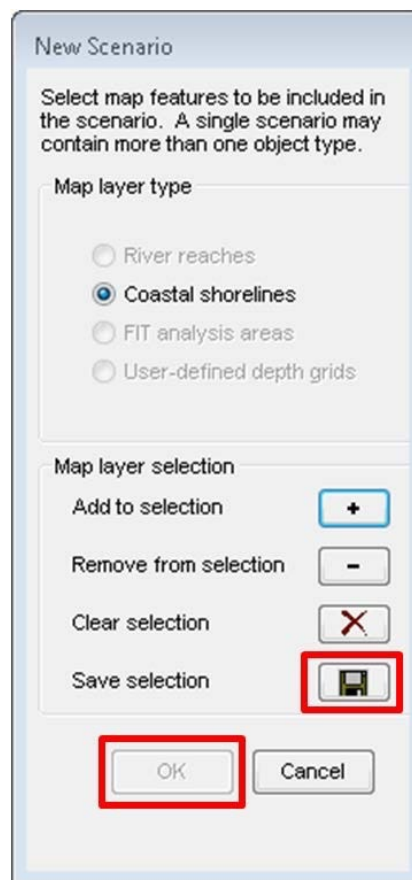 New Scenario
Select map features to be included in
the scenario. A single scenario may
contain more than one object type.
Map layer type
River reaches
Coastal shorelines
FIT analysis areas
User-defined depth grids
Map layer selection
Add to selection +
Remove from selection -
Clear selection
Save selection
OK Cancel